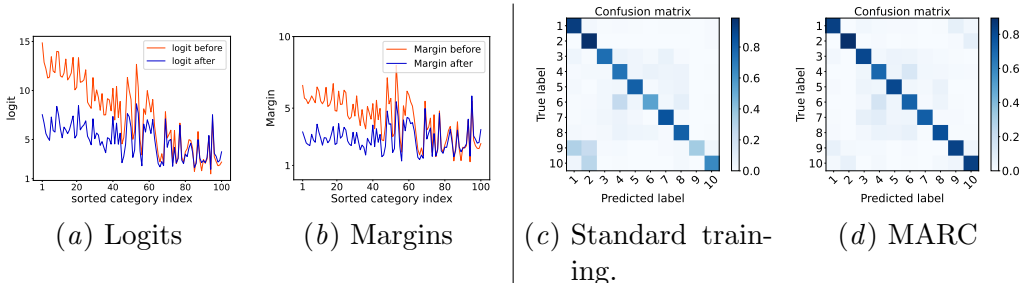 15
10
5
1
logit
logit before
logit after
1 20 40 60 80 100
sorted category index
(a) Logits
10
5
1
Margin
Margin before
Margin after
1 20 40 60 80 100
Sorted category index
(b) Margins
Confusion matrix
True label
1
2
3
4
5
6
7
8
9
10
1 2 3 4 5 6 7 8 9 10
Predicted label
0.8
0.6
0.4
0.2
0.0
(c) Standard train-
ing.
Confusion matrix
True label
1
2
3
4
5
6
7
8
9
10
1 2 3 4 5 6 7 8 9 10
Predicted label
0.8
0.6
0.4
0.2
0.0
(d) MARC